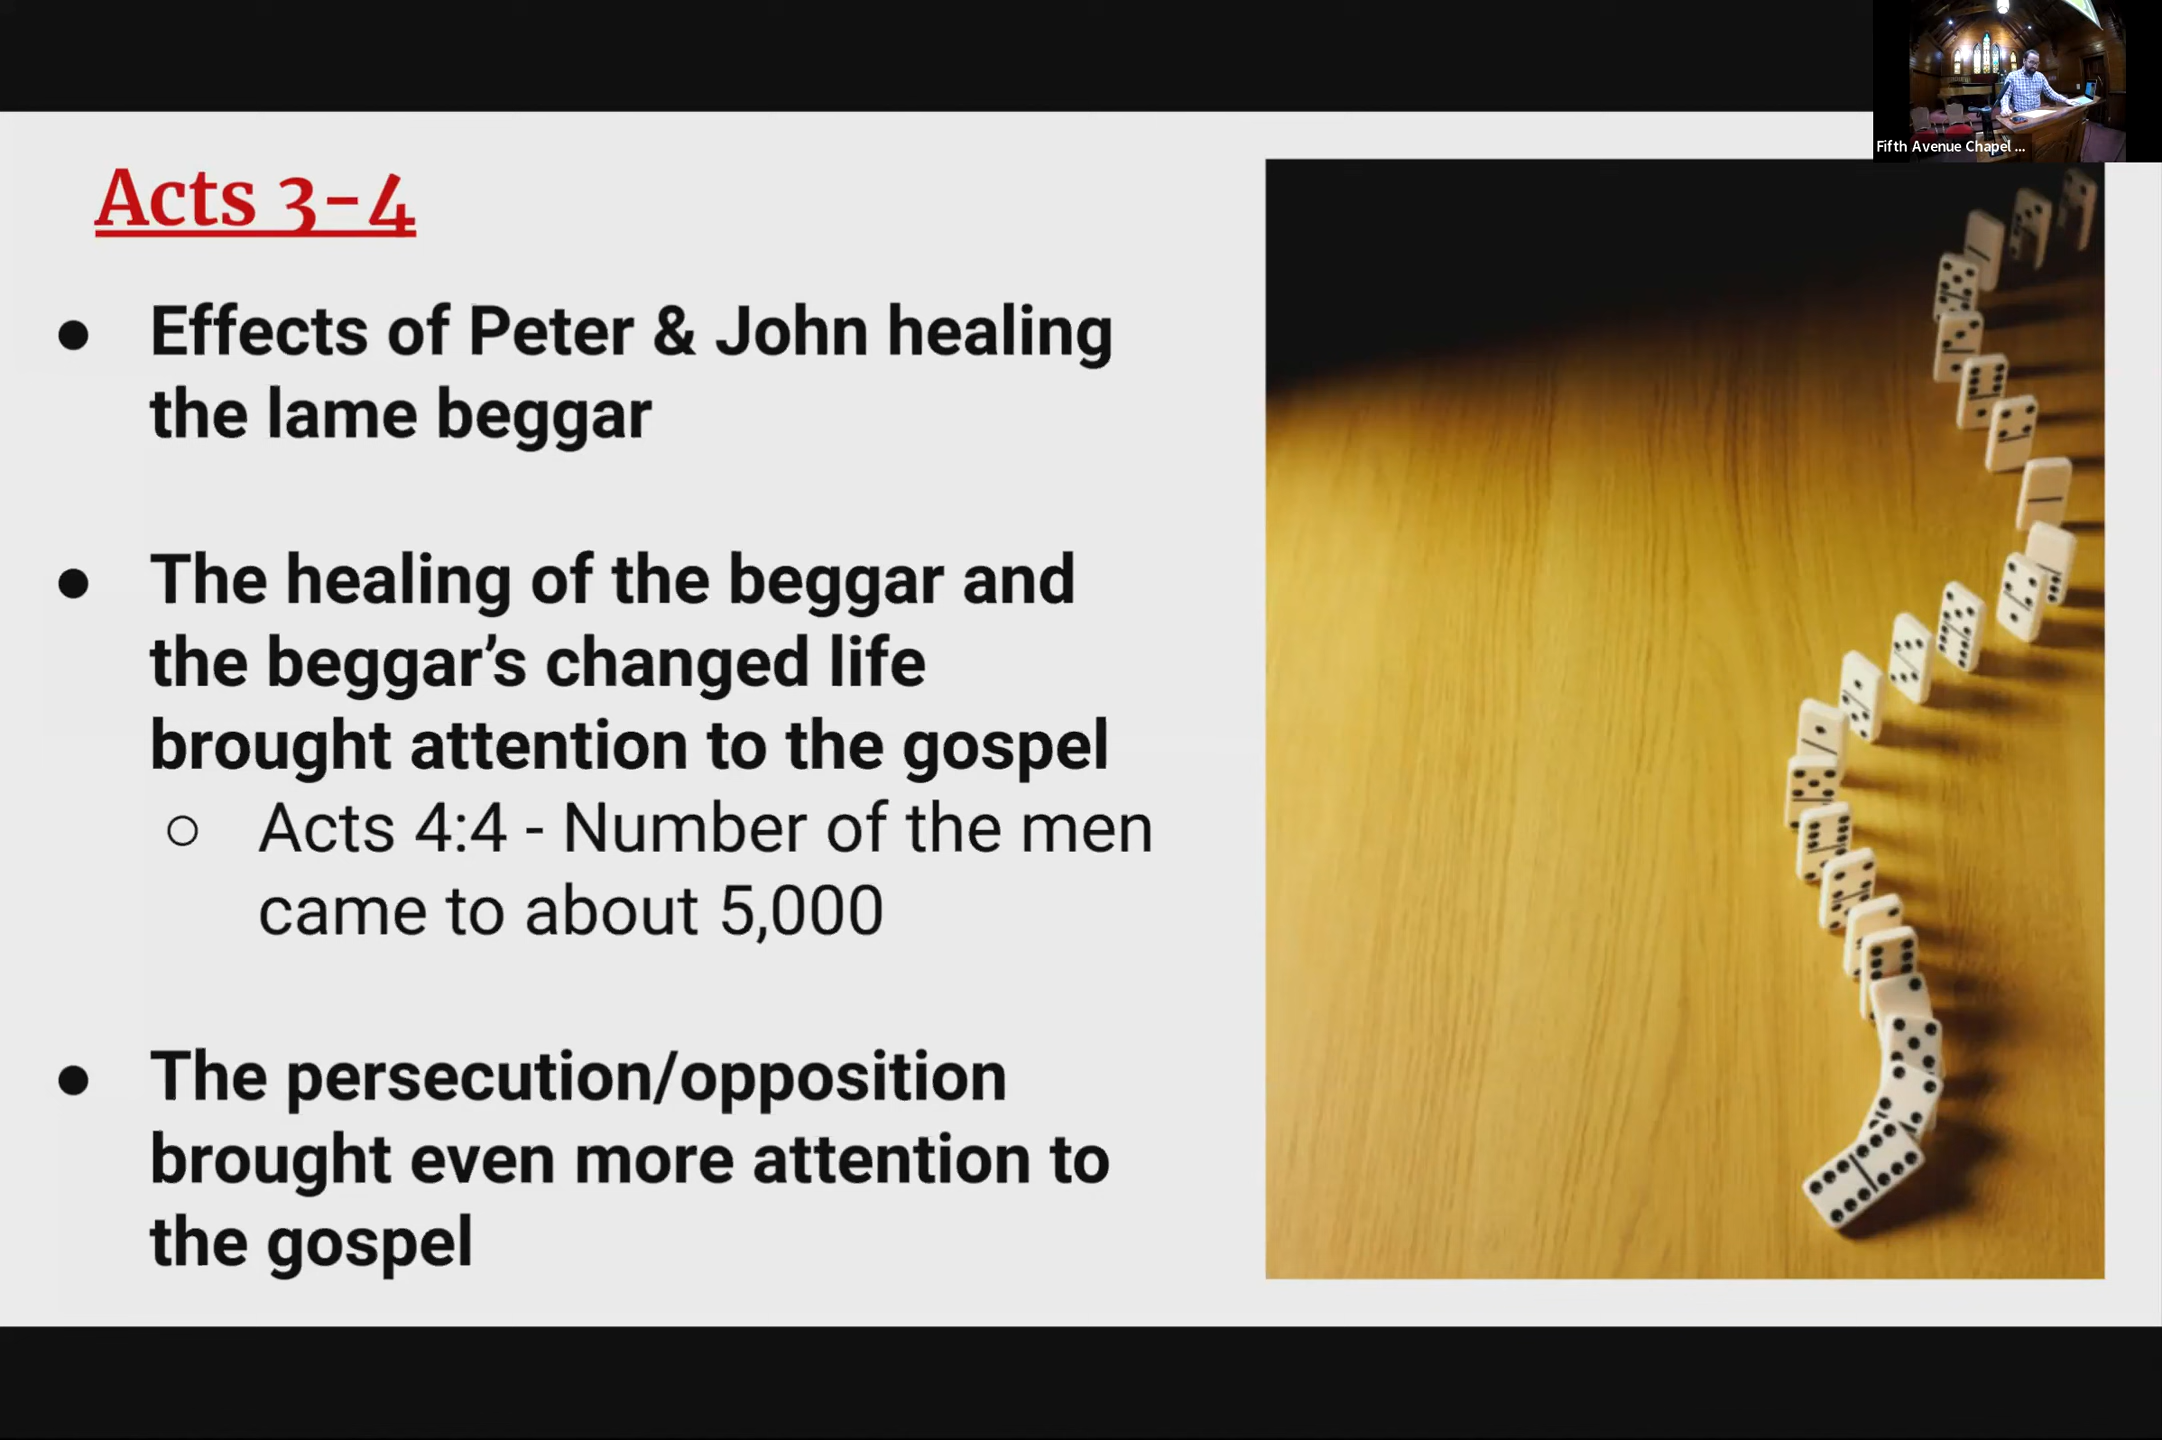 Fifth Avenue Chapel ...
Acts 3-4
● Effects of Peter & John healing
the lame beggar
● The healing of the beggar and
the beggar’s changed life
brought attention to the gospel
○ Acts 4:4 - Number of the men
came to about 5,000
● The persecution/opposition
brought even more attention to
the gospel